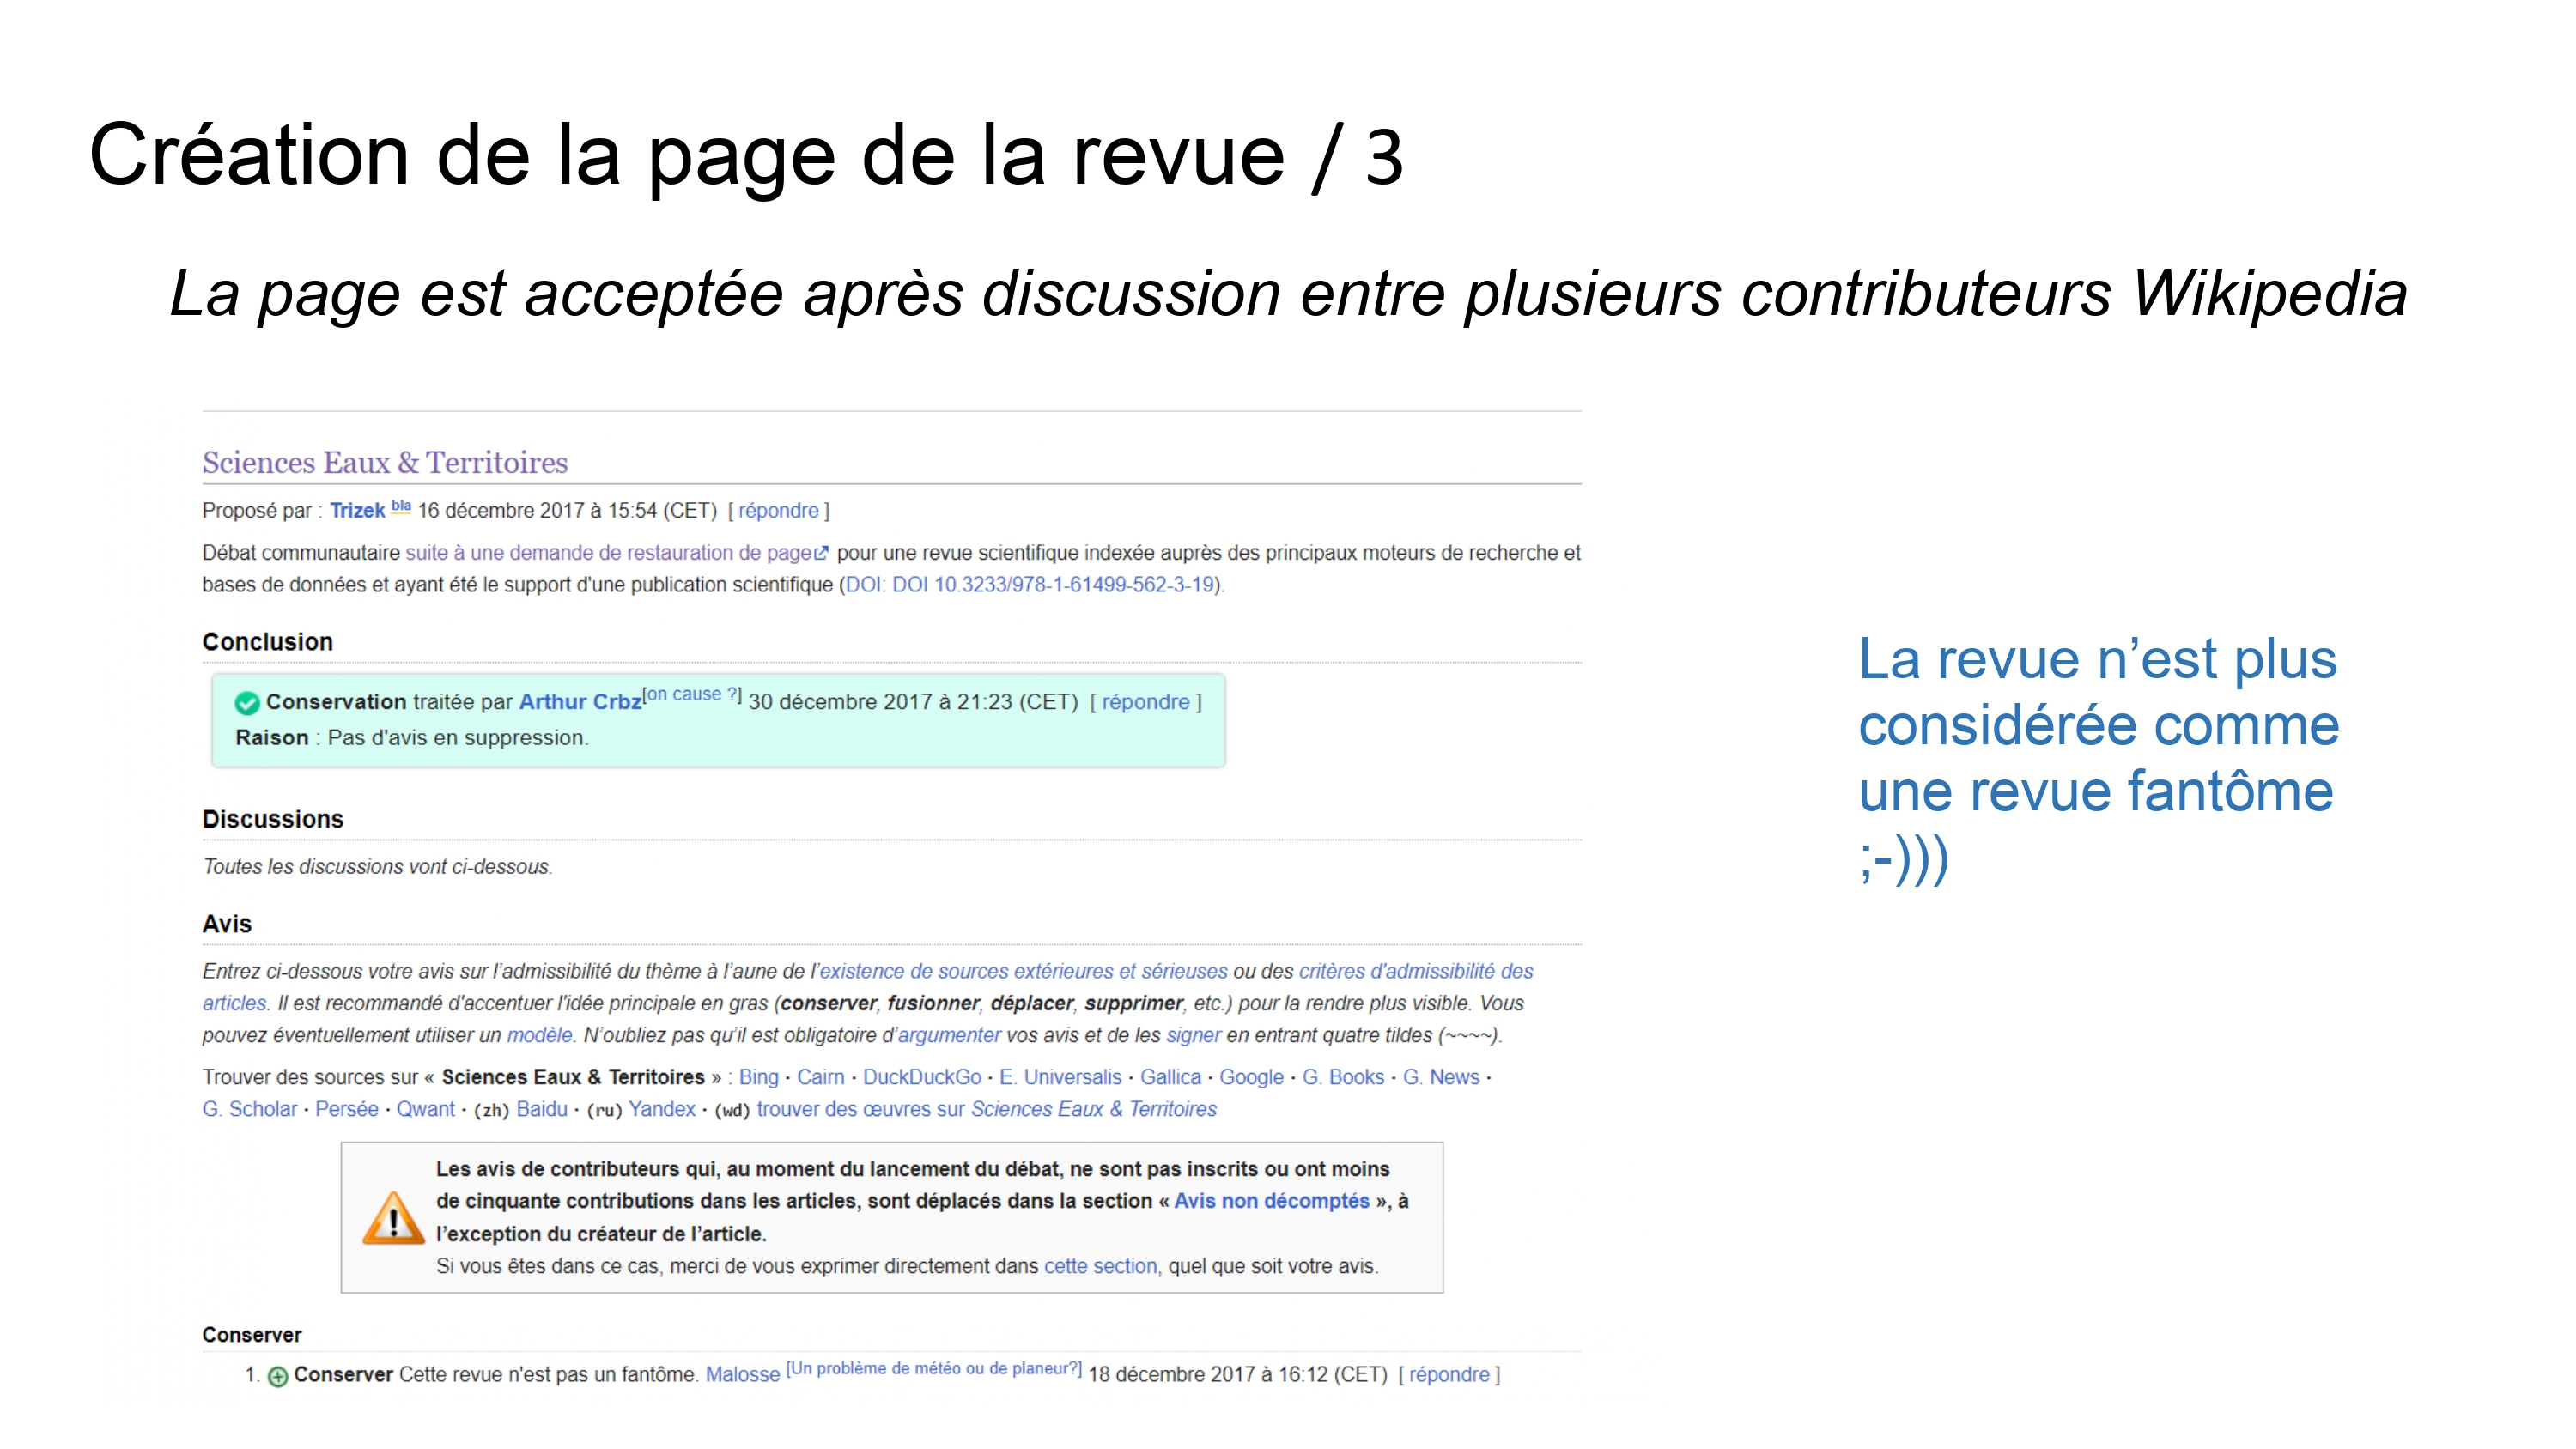 Création de la page de la revue / 3
La page est acceptée après discussion entre plusieurs contributeurs Wikipedia
Sciences Eaux & Territoires
Proposé par : Trizek bla 16 décembre 2017 à 15:54 (CET) [ répondre ]
Débat communautaire suite à une demande de restauration de page pour une revue scientifique indexée auprès des principaux moteurs de recherche et
bases de données et ayant été le support d'une publication scientifique (DOI: DOI 10.3233/978-1-61499-562-3-19).
Conclusion
Conservation traitée par Arthur Crbz[on cause ?] 30 décembre 2017 à 21:23 (CET) [ répondre ]
Raison : Pas d'avis en suppression.
Discussions
Toutes les discussions vont ci-dessous.
Avis
Entrez ci-dessous votre avis sur l’admissibilité du thème à l’aune de l’existence de sources extérieures et sérieuses ou des critères d'admissibilité des
articles. Il est recommandé d'accentuer l'idée principale en gras (conserver, fusionner, déplacer, supprimer, etc.) pour la rendre plus visible. Vous
pouvez éventuellement utiliser un modèle. N’oubliez pas qu’il est obligatoire d’argumenter vos avis et de les signer en entrant quatre tildes (~~~~).
Trouver des sources sur « Sciences Eaux & Territoires » : Bing · Cairn · DuckDuckGo · E. Universalis · Gallica · Google · G. Books · G. News ·
G. Scholar · Persée · Qwant · (zh) Baidu · (ru) Yandex · (wd) trouver des œuvres sur Sciences Eaux & Territoires
Les avis de contributeurs qui, au moment du lancement du débat, ne sont pas inscrits ou ont moins
de cinquante contributions dans les articles, sont déplacés dans la section « Avis non décomptés », à
l’exception du créateur de l’article.
Si vous êtes dans ce cas, merci de vous exprimer directement dans cette section, quel que soit votre avis.
Conserver
1. Conserver Cette revue n'est pas un fantôme. Malosse [Un problème de météo ou de planeur?] 18 décembre 2017 à 16:12 (CET) [ répondre ]
La revue n’est plus
considérée comme
une revue fantôme
;-)))